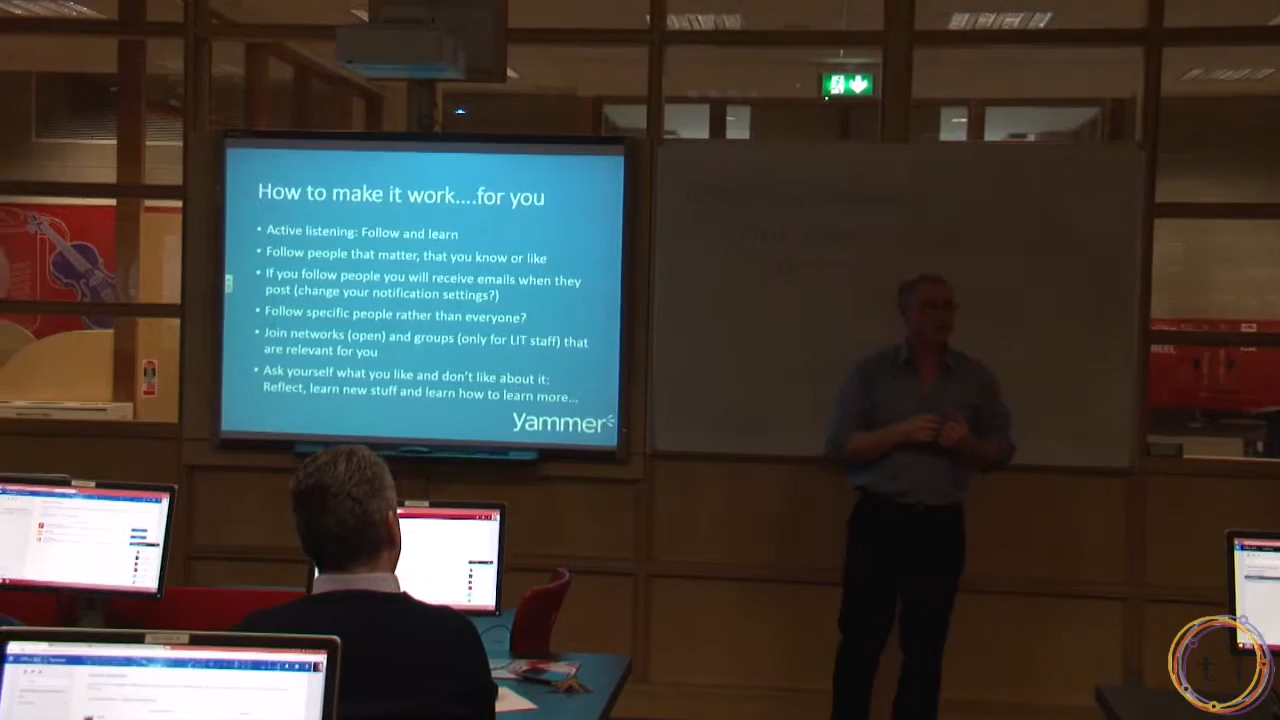 How to make it work....for you
• Active listening: Follow and learn
• Follow people that matter, that you know or like
• If you follow people you will receive emails when they
post (change your notification settings?)
• Follow specific people rather than everyone?
• Join networks (open) and groups (only for LIT staff) that
are relevant for you
• Ask yourself what you like and don't like about it:
Reflect, learn new stuff and learn how to learn more...
yammer